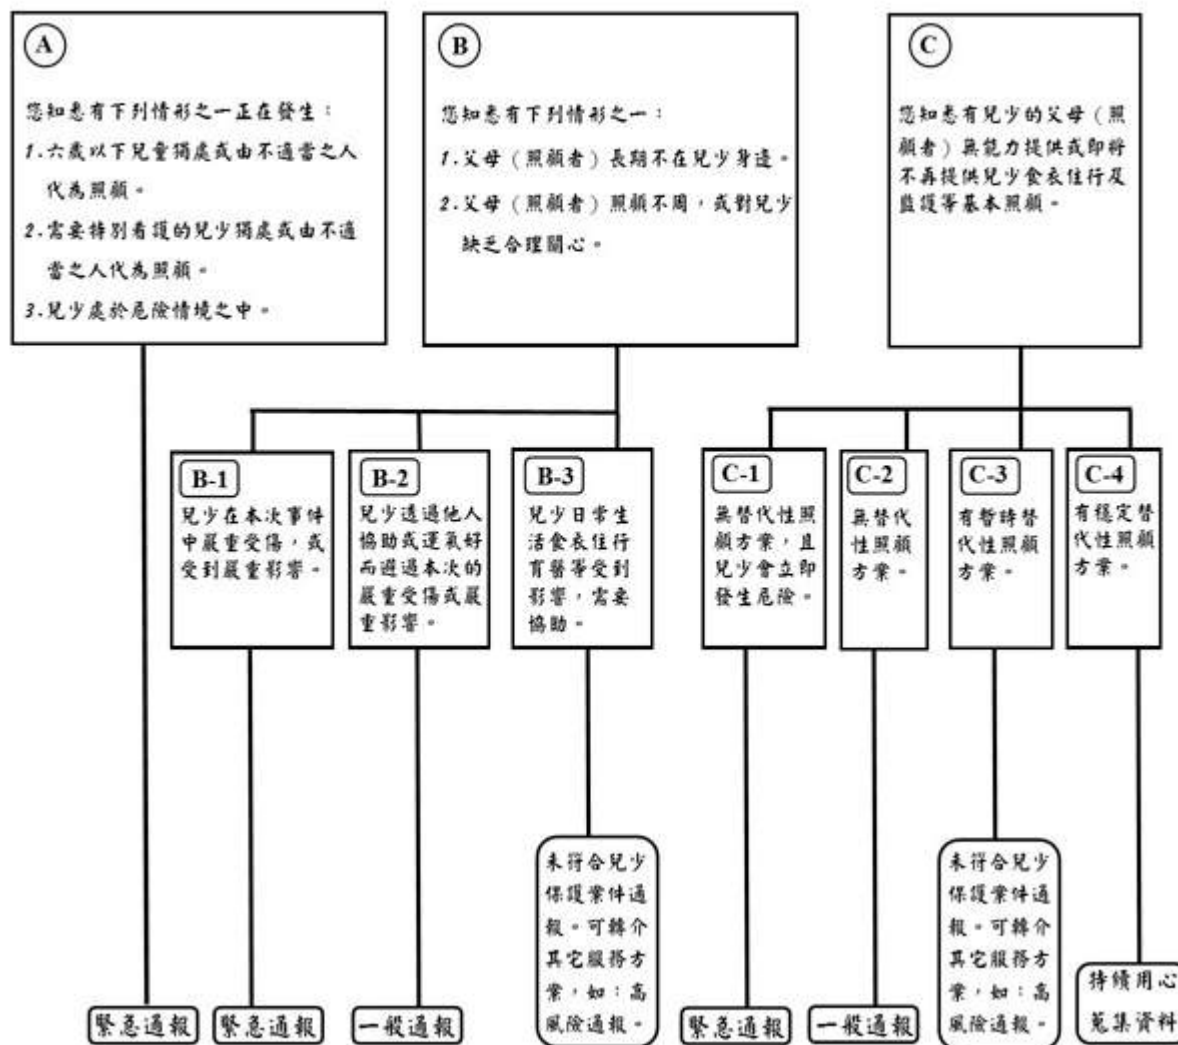 A
您知悉有下列情形之一正在發生：
1.六歲以下兒童獨處或由不適當之人
代為照顧。
2.需要特別看護的兒少獨處或由不適
當之人代為照顧。
3.兒少處於危險情境之中。
B
您知悉有下列情形之一：
1.父母（照顧者）長期不在兒少身邊。
2.父母（照顧者）照顧不周，或對兒少
缺乏合理關心。
C
您知悉有兒少的父母（照
顧者）無能力提供或即將
不再提供兒少食衣住行及
監護等基本照顧。
B-1
兒少在本次事件
中嚴重受傷，或
受到嚴重影響。
B-2
兒少透過他人
協助或運氣好
而避過本次的
嚴重受傷或嚴
重影響。
B-3
兒少日常生
活食衣住行
育醫等受到
影響，需要
協助。
C-1
無替代性照
顧方案，且
兒少會立即
發生危險。
C-2
無替代
性照顧
方案。
C-3
有暫時替
代性照顧
方案。
C-4
有穩定替
代性照顧
方案。
緊急通報
緊急通報
一般通報
未符合兒少
保護案件通
報。可轉介
其它服務方
案，如：高
風險通報。
緊急通報
一般通報
未符合兒少
保護案件通
報。可轉介
其它服務方
案，如：高
風險通報。
持續用心
蒐集資料